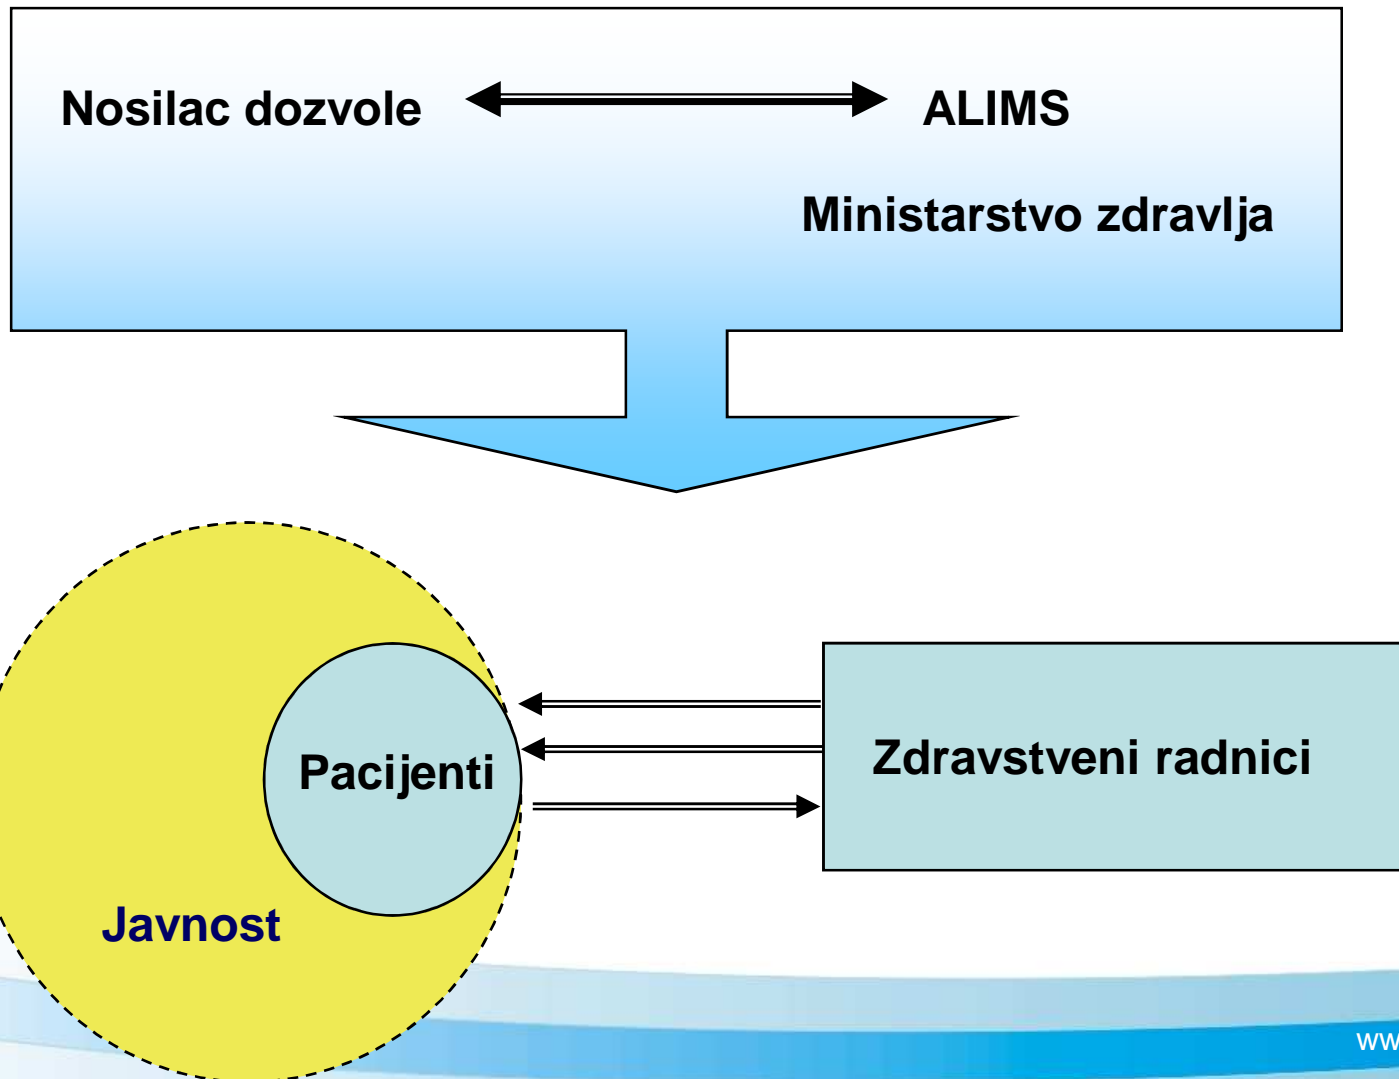 Nosilac dozvole
ALIMS
Ministarstvo zdravlja
Pacijenti
Zdravstveni radnici
Javnost